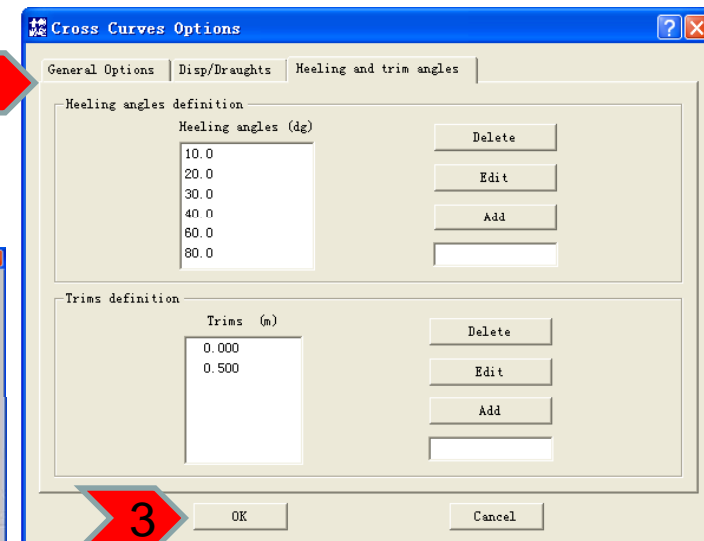 Cross Curves Options
General Options Disp/Draughts Heeling and trim angles
Heeling angles definition
Heeling angles (dg)
10.0
20.0
30.0
40.0
60.0
80.0
Delete
Edit
Add
Trims definition
Trims (m)
0.000
0.500
Delete
Edit
Add
3
OK Cancel